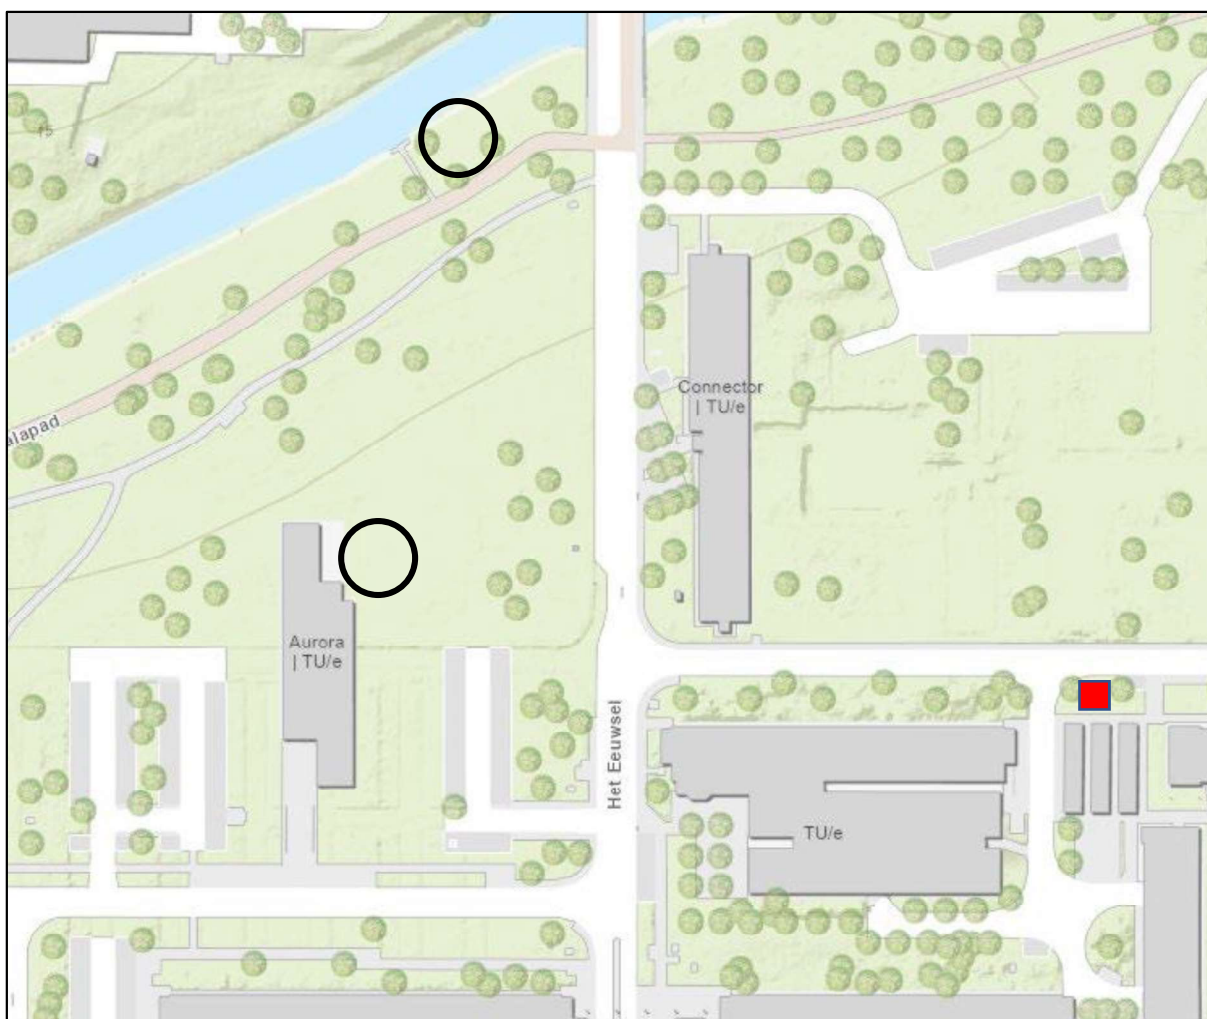 Connector
| TU/e
alapad
Aurora
| TU/e
Het Eeuwsel
TU/e